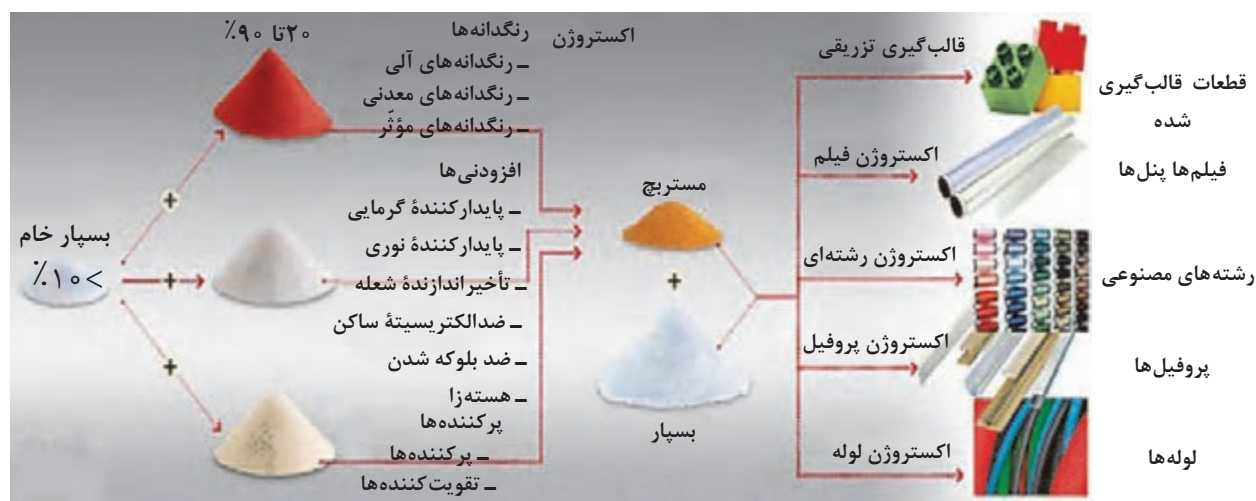 ۲۰تا ۹۰٪
بسپار خام
>۱۰٪
رنگدانه‌ها
ـ رنگدانه‌های آلی
ـ رنگدانه‌های معدنی
ـ رنگدانه‌های مؤثّر
افزودنی‌ها
ـ پایدارکنندهٔ گرمایی
ـ پایدارکنندهٔ نوری
ـ تأخیراندازندهٔ شعله
ـ ضدالکتریسیتهٔ ساکن
ـ ضد بلوکه شدن
ـ هسته‌زا
پرکننده‌ها
ـ پرکننده‌ها
ـ تقویت‌کننده‌ها
+
+
+
اکستروژن
مستربچ
+
بسپار
قالب‌گیری تزریقی
اکستروژن فیلم
اکستروژن رشته‌ای
اکستروژن پروفیل
اکستروژن لوله
قطعات قالب‌گیری
شده
فیلم‌ها پنل‌ها
رشته‌های مصنوعی
پروفیل‌ها
لوله‌ها